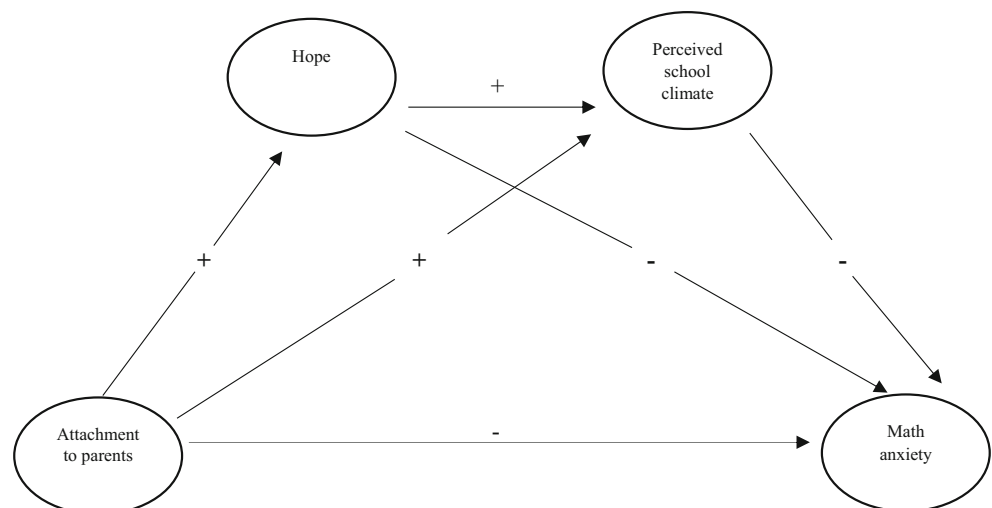 Hope
Perceived
school
climate
+
+
+
-
-
Attachment
to parents
-
Math
anxiety